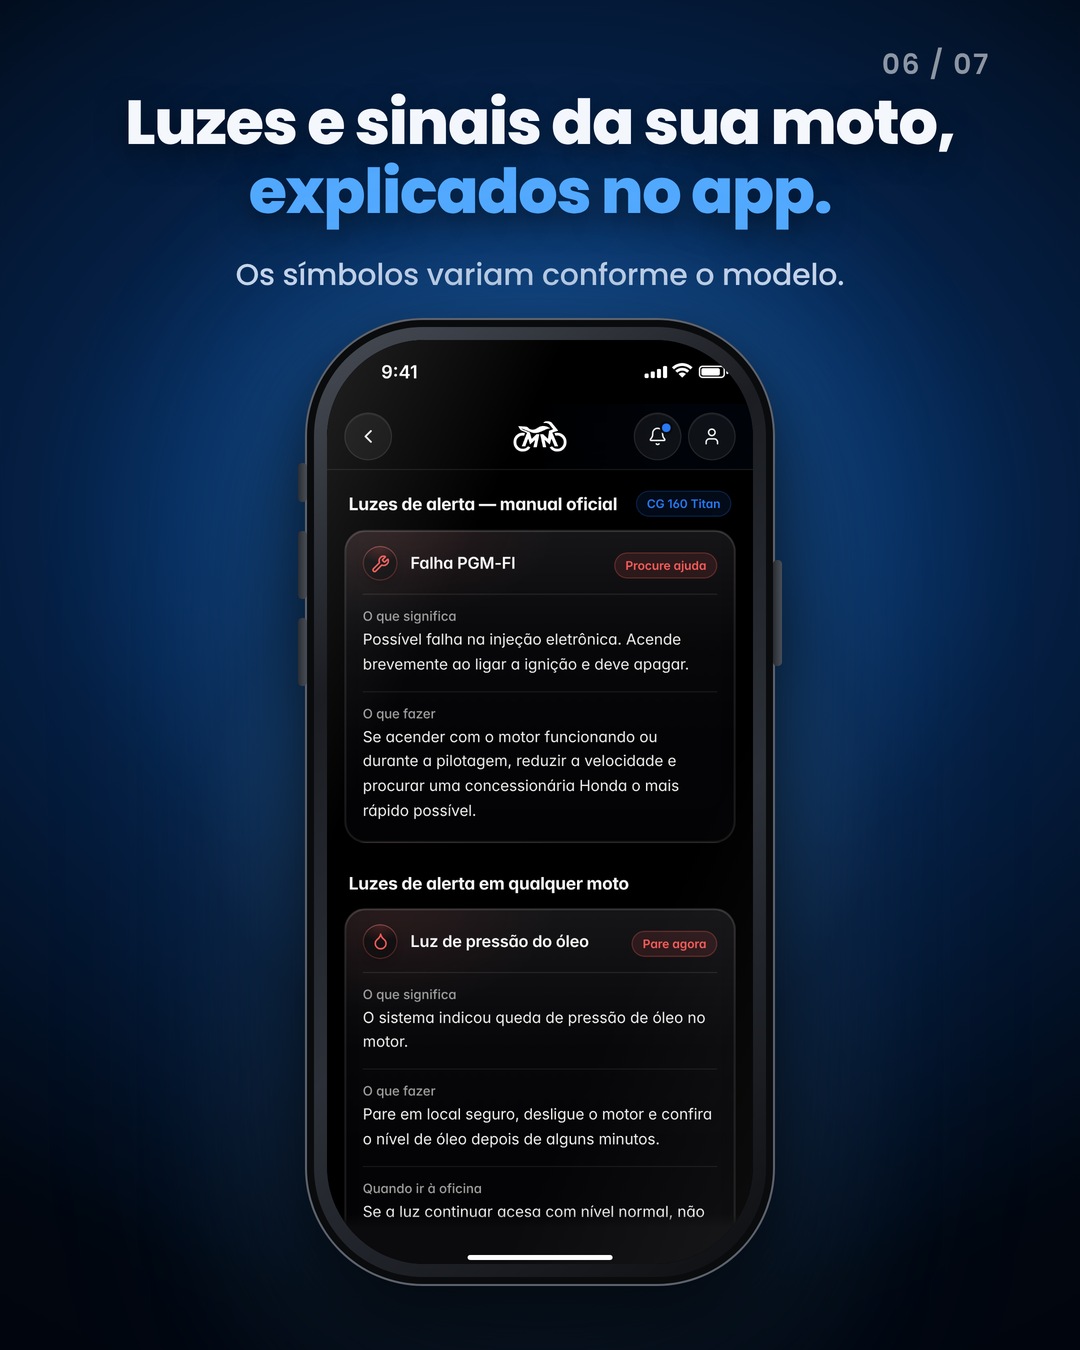 06 / 07
Luzes e sinais da sua moto,
explicados no app.
Os símbolos variam conforme o modelo.
9:41
MM
Luzes de alerta — manual oficial
CG 160 Titan
Falha PGM-FI
Procure ajuda
O que significa
Possível falha na injeção eletrônica. Acende
brevemente ao ligar a ignição e deve apagar.
O que fazer
Se acender com o motor funcionando ou
durante a pilotagem, reduzir a velocidade e
procurar uma concessionária Honda o mais
rápido possível.
Luzes de alerta em qualquer moto
Luz de pressão do óleo
Pare agora
O que significa
O sistema indicou queda de pressão de óleo no
motor.
O que fazer
Pare em local seguro, desligue o motor e confira
o nível de óleo depois de alguns minutos.
Quando ir à oficina
Se a luz continuar acesa com nível normal, não